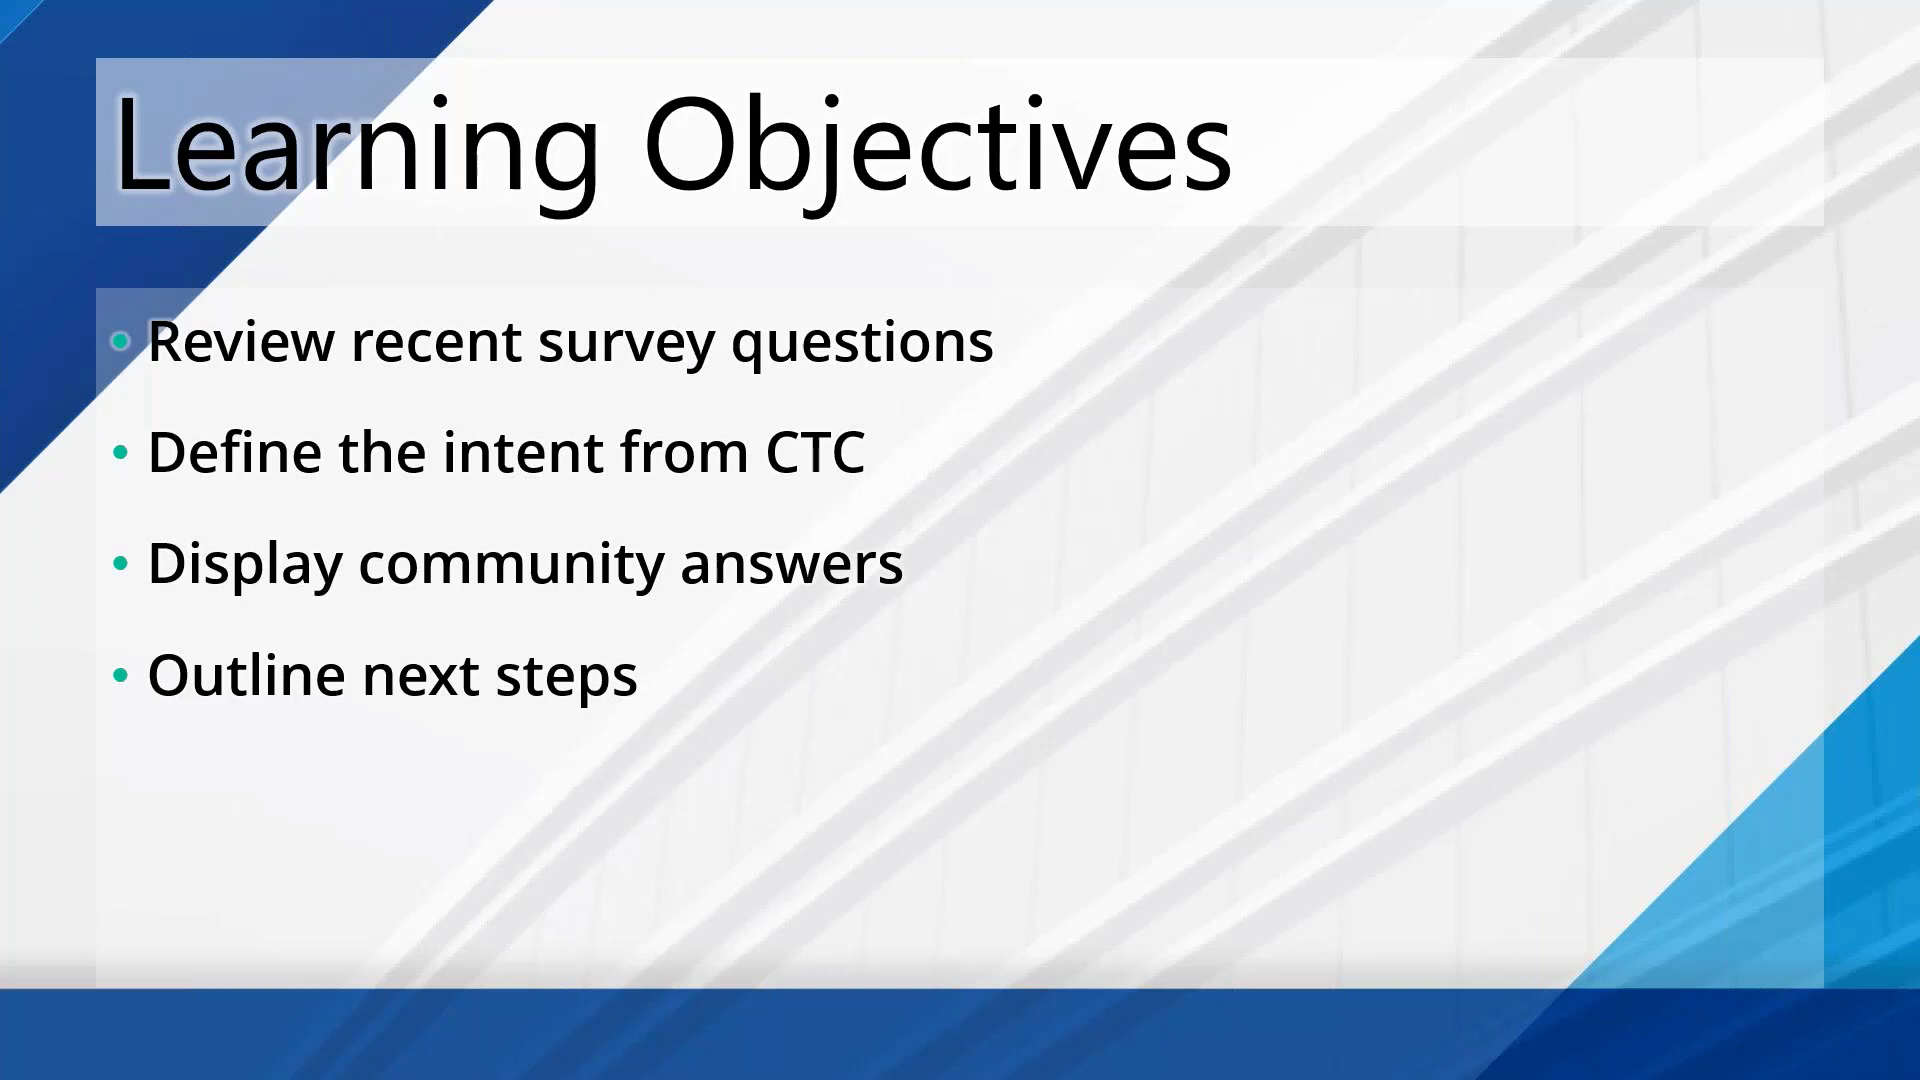 Learning Objectives
• Review recent survey questions
• Define the intent from CTC
• Display community answers
• Outline next steps